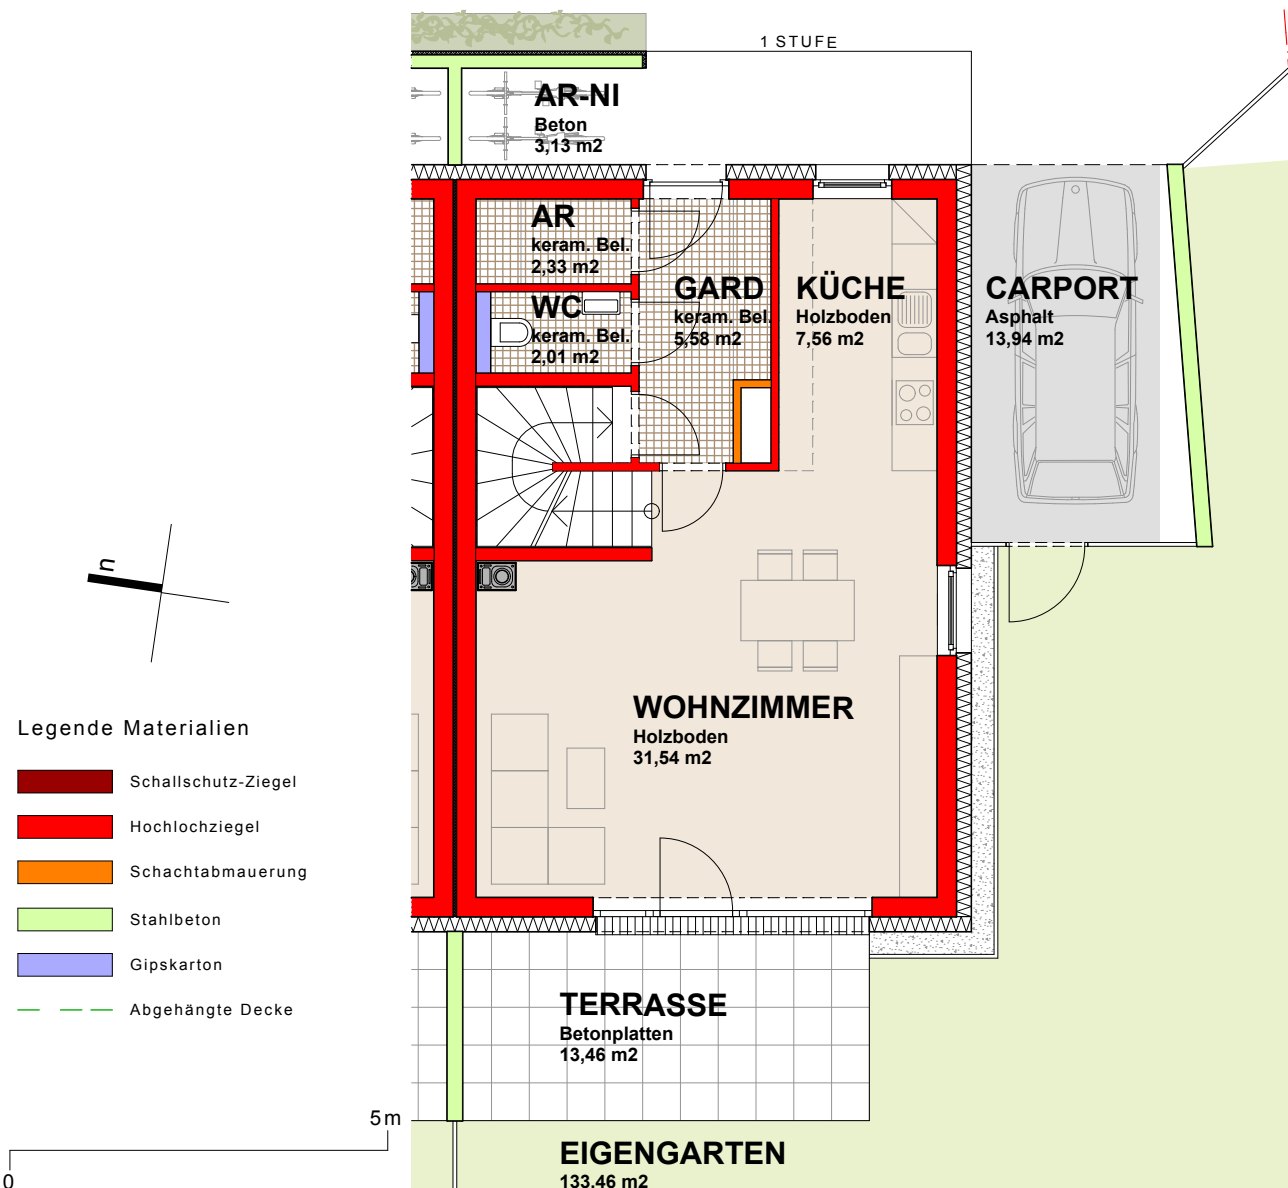 1 STUFE
AR-NI
Beton
3,13 m2
AR
keram. Bel.
2,33 m2
WC
keram. Bel.
2,01 m2
GARD
keram. Bel.
5,58 m2
KÜCHE
Holzboden
7,56 m2
CARPORT
Asphalt
13,94 m2
n
WOHNZIMMER
Holzboden
31,54 m2
Legende Materialien
Schallschutz-Ziegel
Hochlochziegel
Schachtabmauerung
Stahlbeton
Gipskarton
Abgehängte Decke
TERRASSE
Betonplatten
13,46 m2
5m
0
EIGENGARTEN
133,46 m2